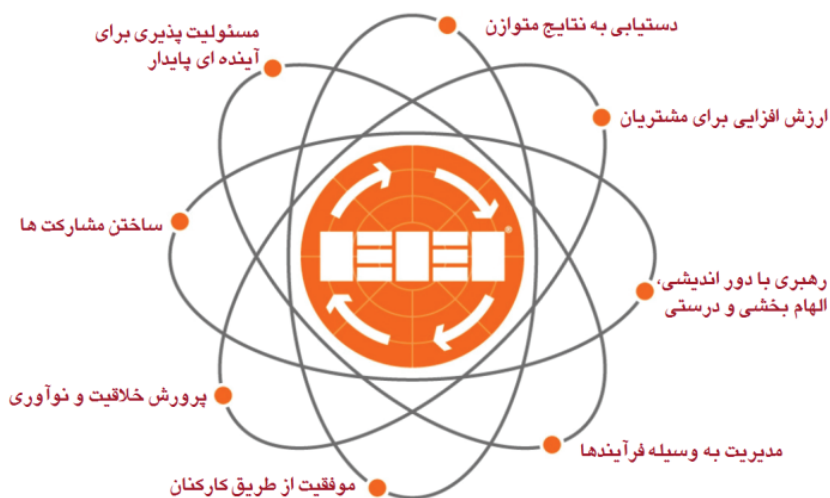 دستیابی به نتایج متوازن
ارزش افزایی برای مشتریان
رهبری با دور اندیشی،
الهام بخشی و درستی
مدیریت به وسیله فرآیندها
موفقیت از طریق کارکنان
پرورش خلاقیت و نوآوری
ساختن مشارکت ها
مسئولیت پذیری برای
آینده ای پایدار
®